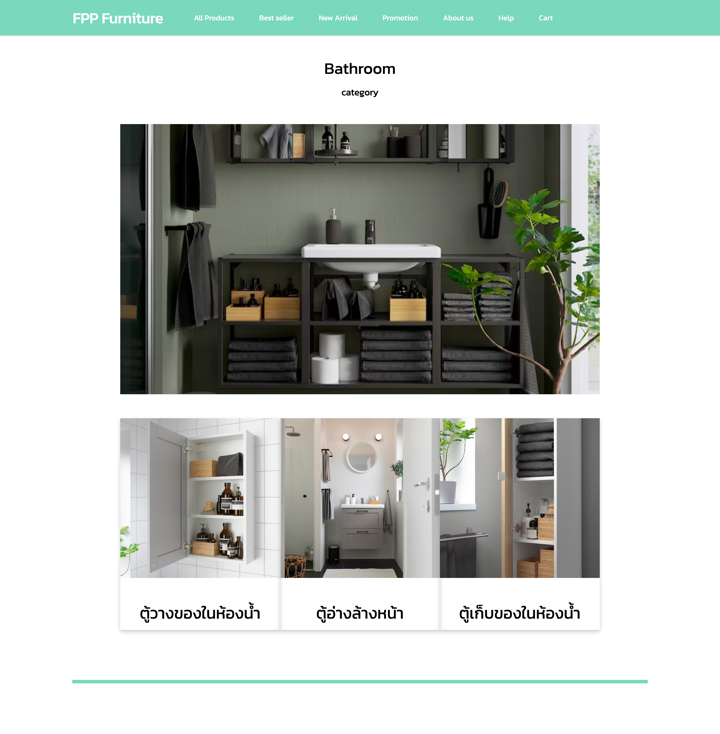 FPP Furniture
All Products
Best seller
New Arrival
Promotion
About us
Help
Cart
Bathroom
category
ตู้วางของในห้องน้ำ
ตู้อ่างล้างหน้า
ตู้เก็บของในห้องน้ำ